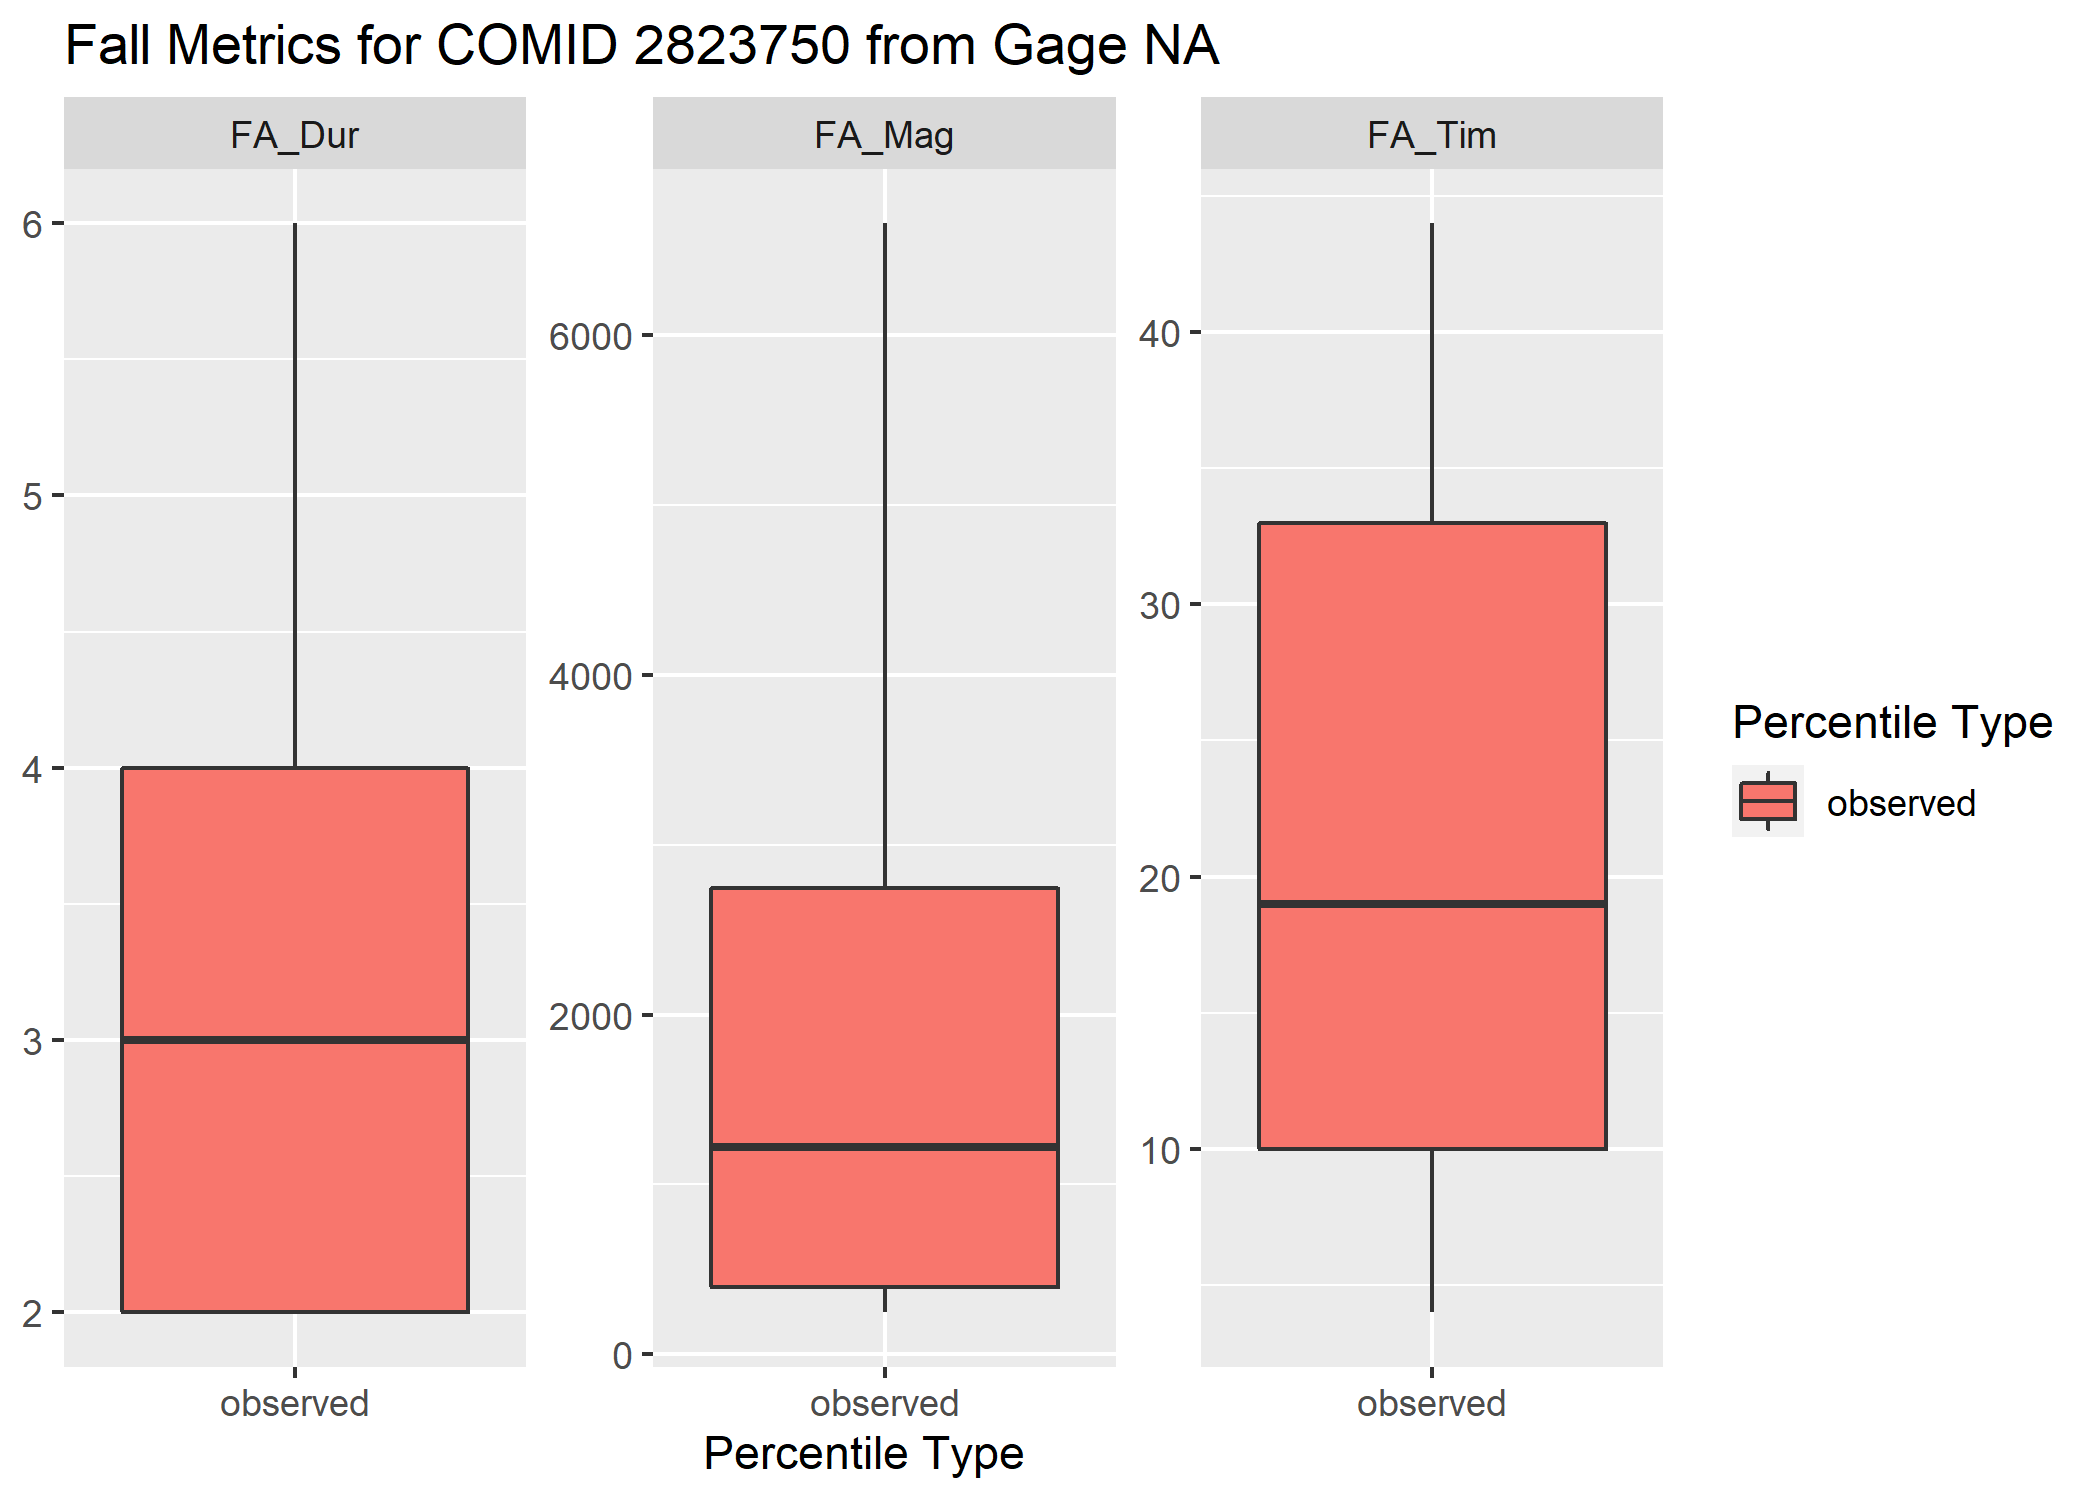 Fall Metrics for COMID 2823750 from Gage NA
FA_Dur
FA_Mag
FA_Tim
6
5
4
3
2
6000
4000
2000
0
40
30
20
10
observed
observed
observed
Percentile Type
Percentile Type
observed